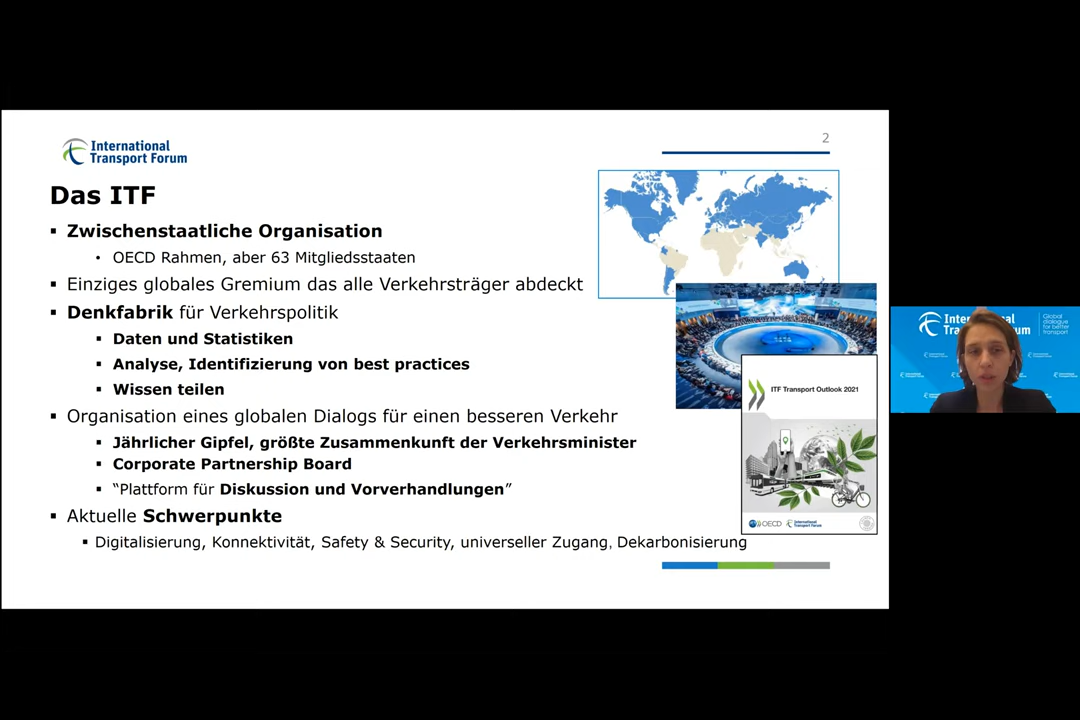 International
Transport Forum
2
Das ITF
Zwischenstaatliche Organisation
OECD Rahmen, aber 63 Mitgliedsstaaten
Einziges globales Gremium das alle Verkehrsträger abdeckt
Denkfabrik für Verkehrspolitik
Daten und Statistiken
Analyse, Identifizierung von best practices
Wissen teilen
Organisation eines globalen Dialogs für einen besseren Verkehr
Jährlicher Gipfel, größte Zusammenkunft der Verkehrsminister
Corporate Partnership Board
“Plattform für Diskussion und Vorverhandlungen”
Aktuelle Schwerpunkte
Digitalisierung, Konnektivität, Safety & Security, universeller Zugang, Dekarbonisierung
ITF Transport Outlook 2021
OECD
International
Transport Forum
Global
dialogue
for better
transport